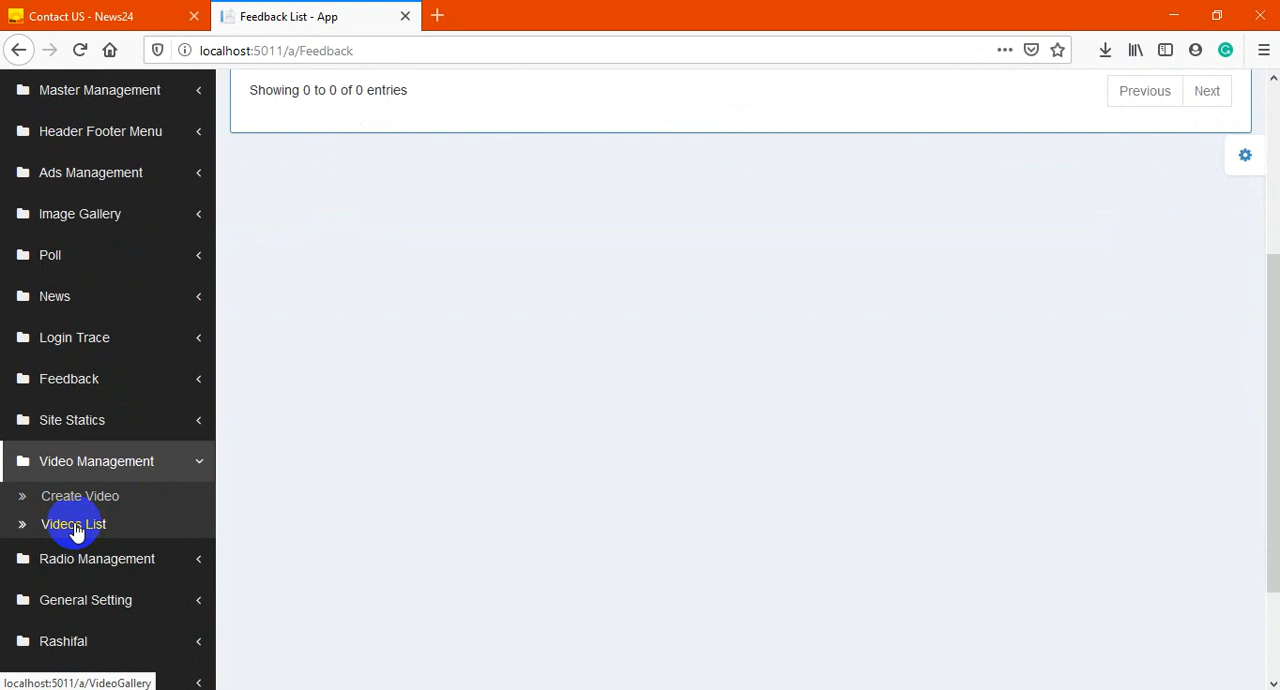 Contact US - News24
Feedback List - App
localhost:5011/a/Feedback
Master Management
Header Footer Menu
Ads Management
Image Gallery
Poll
News
Login Trace
Feedback
Site Statics
Video Management
Create Video
Videos List
Radio Management
General Setting
Rashifal
localhost:5011/a/VideoGallery
Showing 0 to 0 of 0 entries
Previous Next